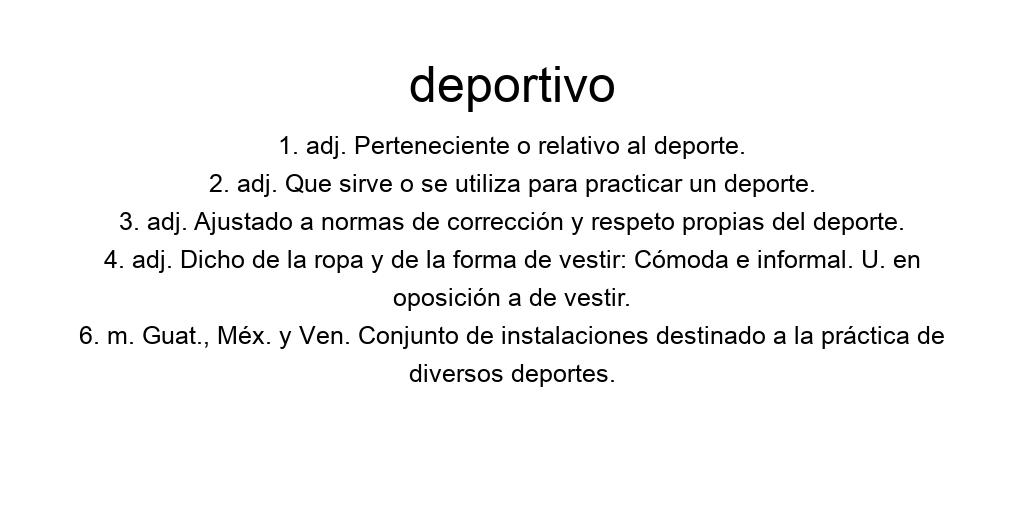 deportivo
1. adj. Perteneciente o relativo al deporte.
2. adj. Que sirve o se utiliza para practicar un deporte.
3. adj. Ajustado a normas de corrección y respeto propias del deporte.
4. adj. Dicho de la ropa y de la forma de vestir: Cómoda e informal. U. en
oposición a de vestir.
6. m. Guat., Méx. y Ven. Conjunto de instalaciones destinado a la práctica de
diversos deportes.